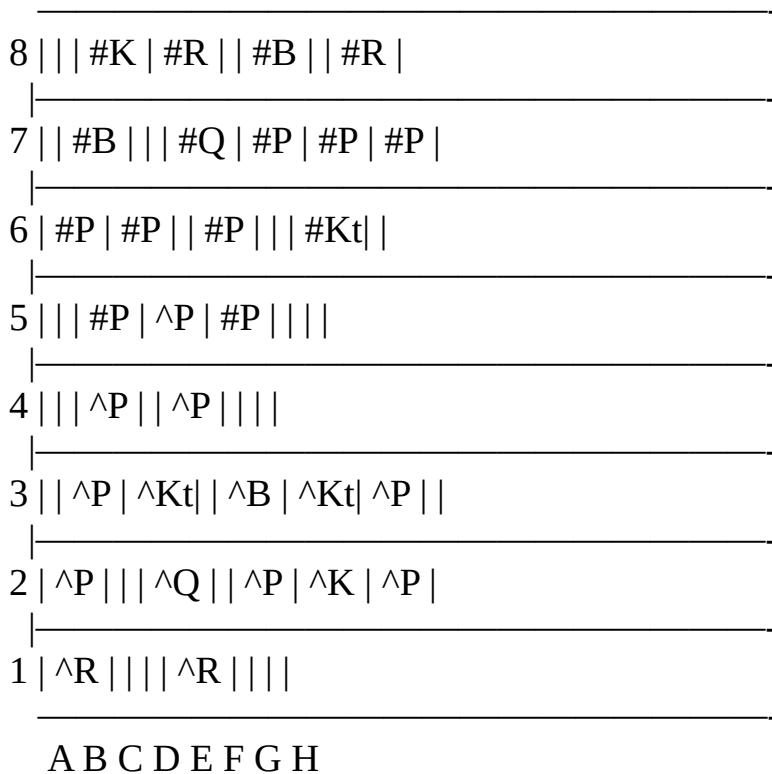 8 | | | #K | #R | | #B | | #R |
7 | | #B | | | #Q | #P | #P | #P |
6 | #P | #P | | #P | | | #Kt| |
5 | | | #P | ^P | #P | | | |
4 | | | ^P | | ^P | | | |
3 | | ^P | ^Kt| | ^B | ^Kt| ^P | |
2 | ^P | | | ^Q | | ^P | ^K | ^P |
1 | ^R | | | | ^R | | | |
A B C D E F G H